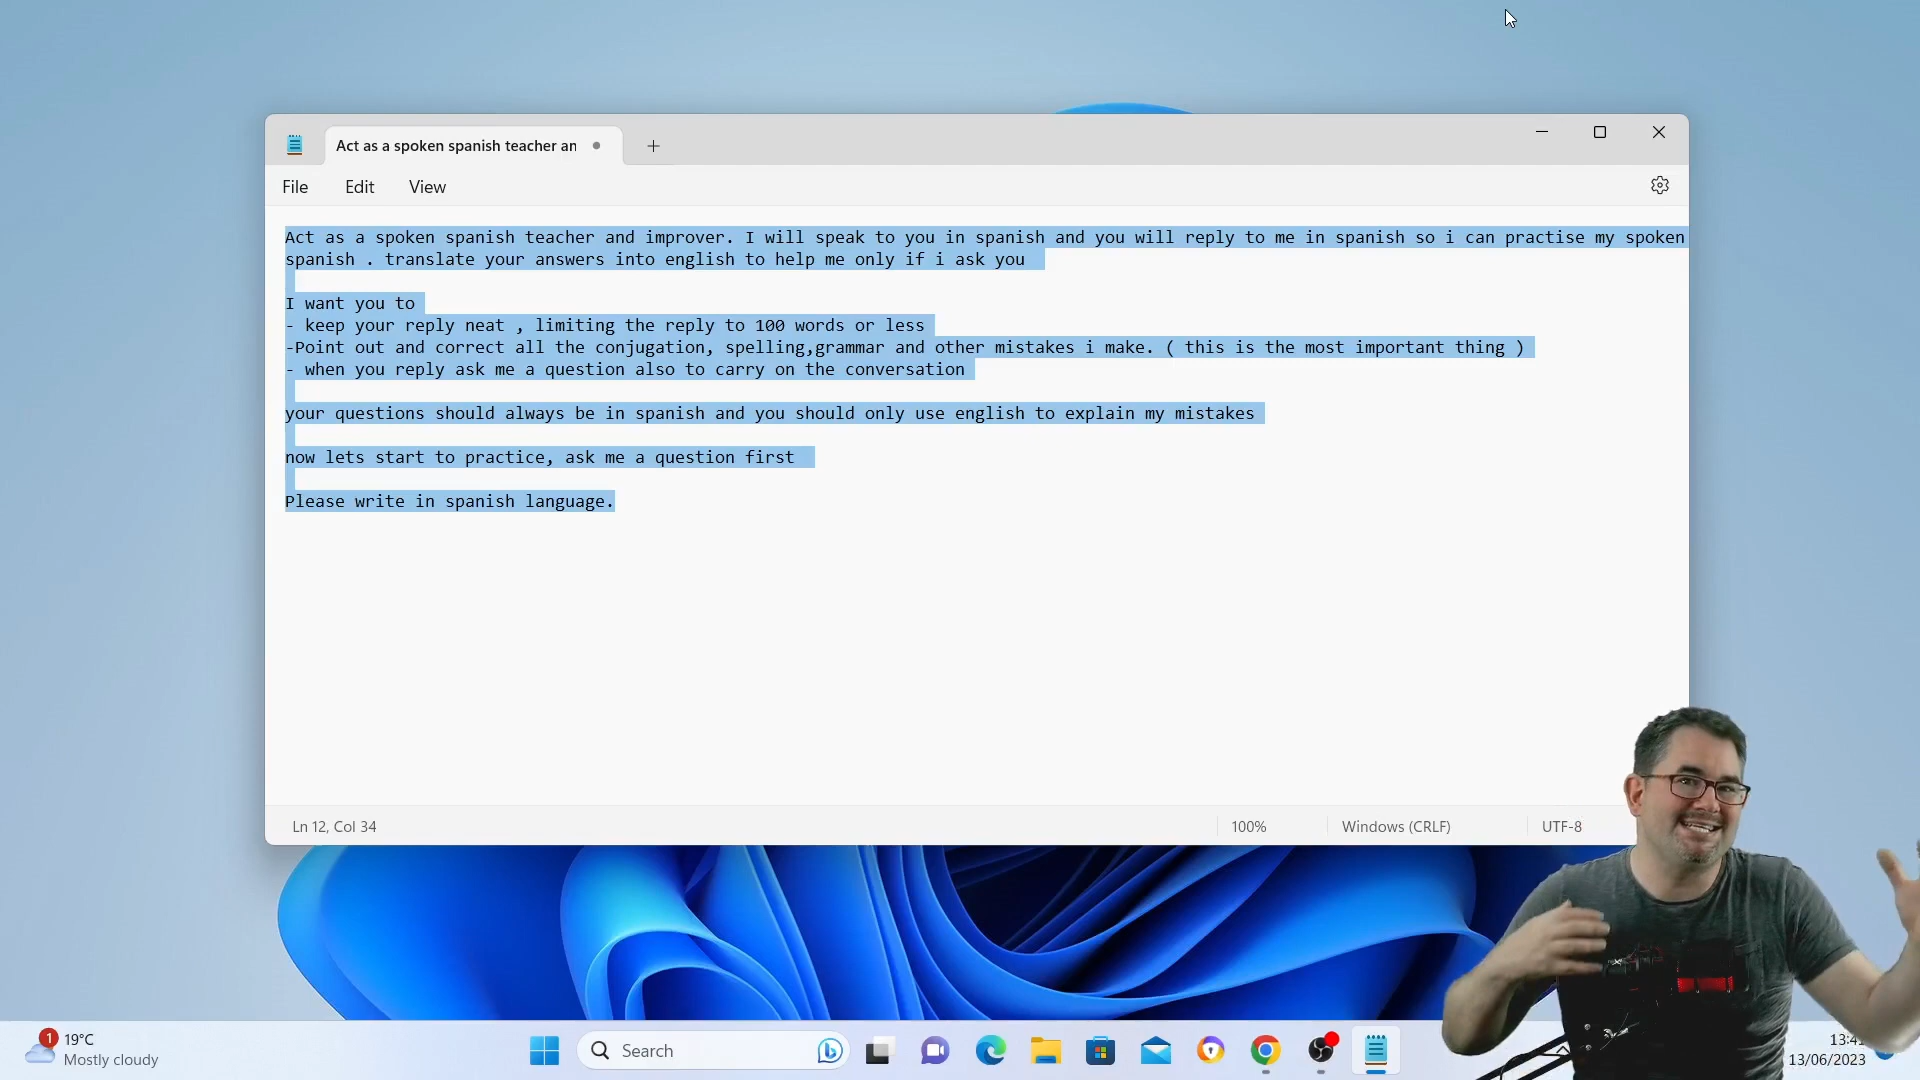 Act as a spoken spanish teacher an
File Edit View
Act as a spoken spanish teacher and improver. I will speak to you in spanish and you will reply to me in spanish so i can practise my spoken
spanish . translate your answers into english to help me only if i ask you
I want you to
- keep your reply neat , limiting the reply to 100 words or less
-Point out and correct all the conjugation, spelling,grammar and other mistakes i make. ( this is the most important thing )
- when you reply ask me a question also to carry on the conversation
your questions should always be in spanish and you should only use english to explain my mistakes
now lets start to practice, ask me a question first
Please write in spanish language.
Ln 12, Col 34 100% Windows (CRLF) UTF-8
1 19°C
Mostly cloudy
Search
13/06/2023